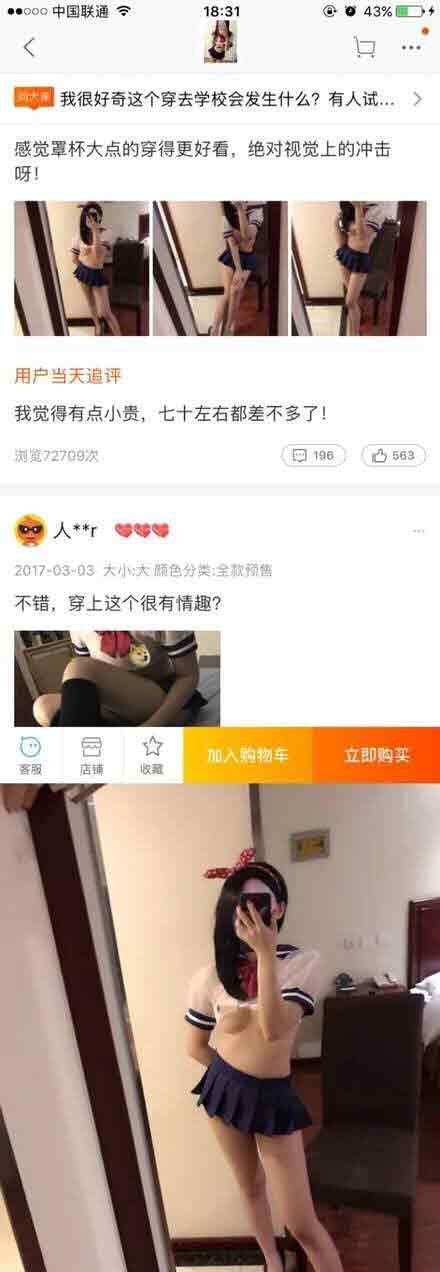 中国联通
18:31
43%
问大家
我很好奇这个穿去学校会发生什么？有人试...
感觉罩杯大点的穿得更好看，绝对视觉上的冲击
呀！
用户当天追评
我觉得有点小贵，七十左右都差不多了！
浏览72709次
196
563
人**r
2017-03-03 大小:大 颜色分类:全款预售
不错，穿上这个很有情趣？
客服
店铺
收藏
加入购物车
立即购买